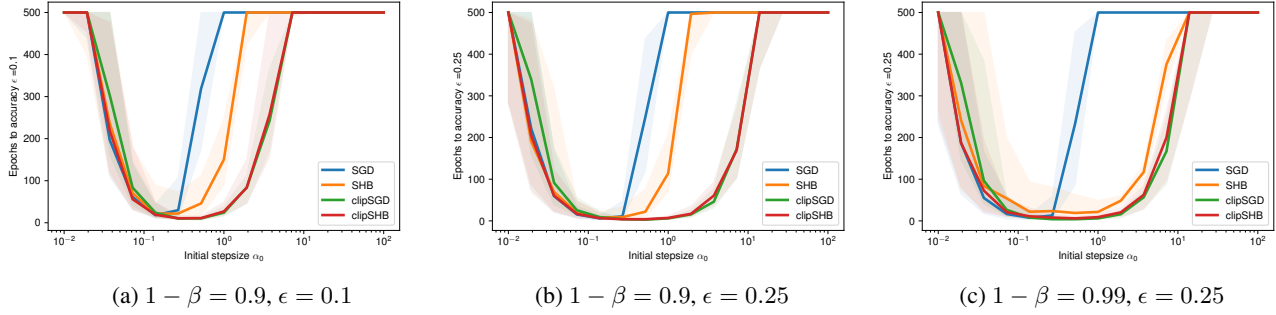 500
400
300
200
100
0
Epochs to accuracy ϵ =0.1
SGD
SHB
clipSGD
clipSHB
10⁻² 10⁻¹ 10⁰ 10¹ 10²
Initial stepsize α₀
(a) 1 − β = 0.9, ϵ = 0.1
500
400
300
200
100
0
Epochs to accuracy ϵ =0.25
SGD
SHB
clipSGD
clipSHB
10⁻² 10⁻¹ 10⁰ 10¹ 10²
Initial stepsize α₀
(b) 1 − β = 0.9, ϵ = 0.25
500
400
300
200
100
0
Epochs to accuracy ϵ =0.25
SGD
SHB
clipSGD
clipSHB
10⁻² 10⁻¹ 10⁰ 10¹ 10²
Initial stepsize α₀
(c) 1 − β = 0.99, ϵ = 0.25